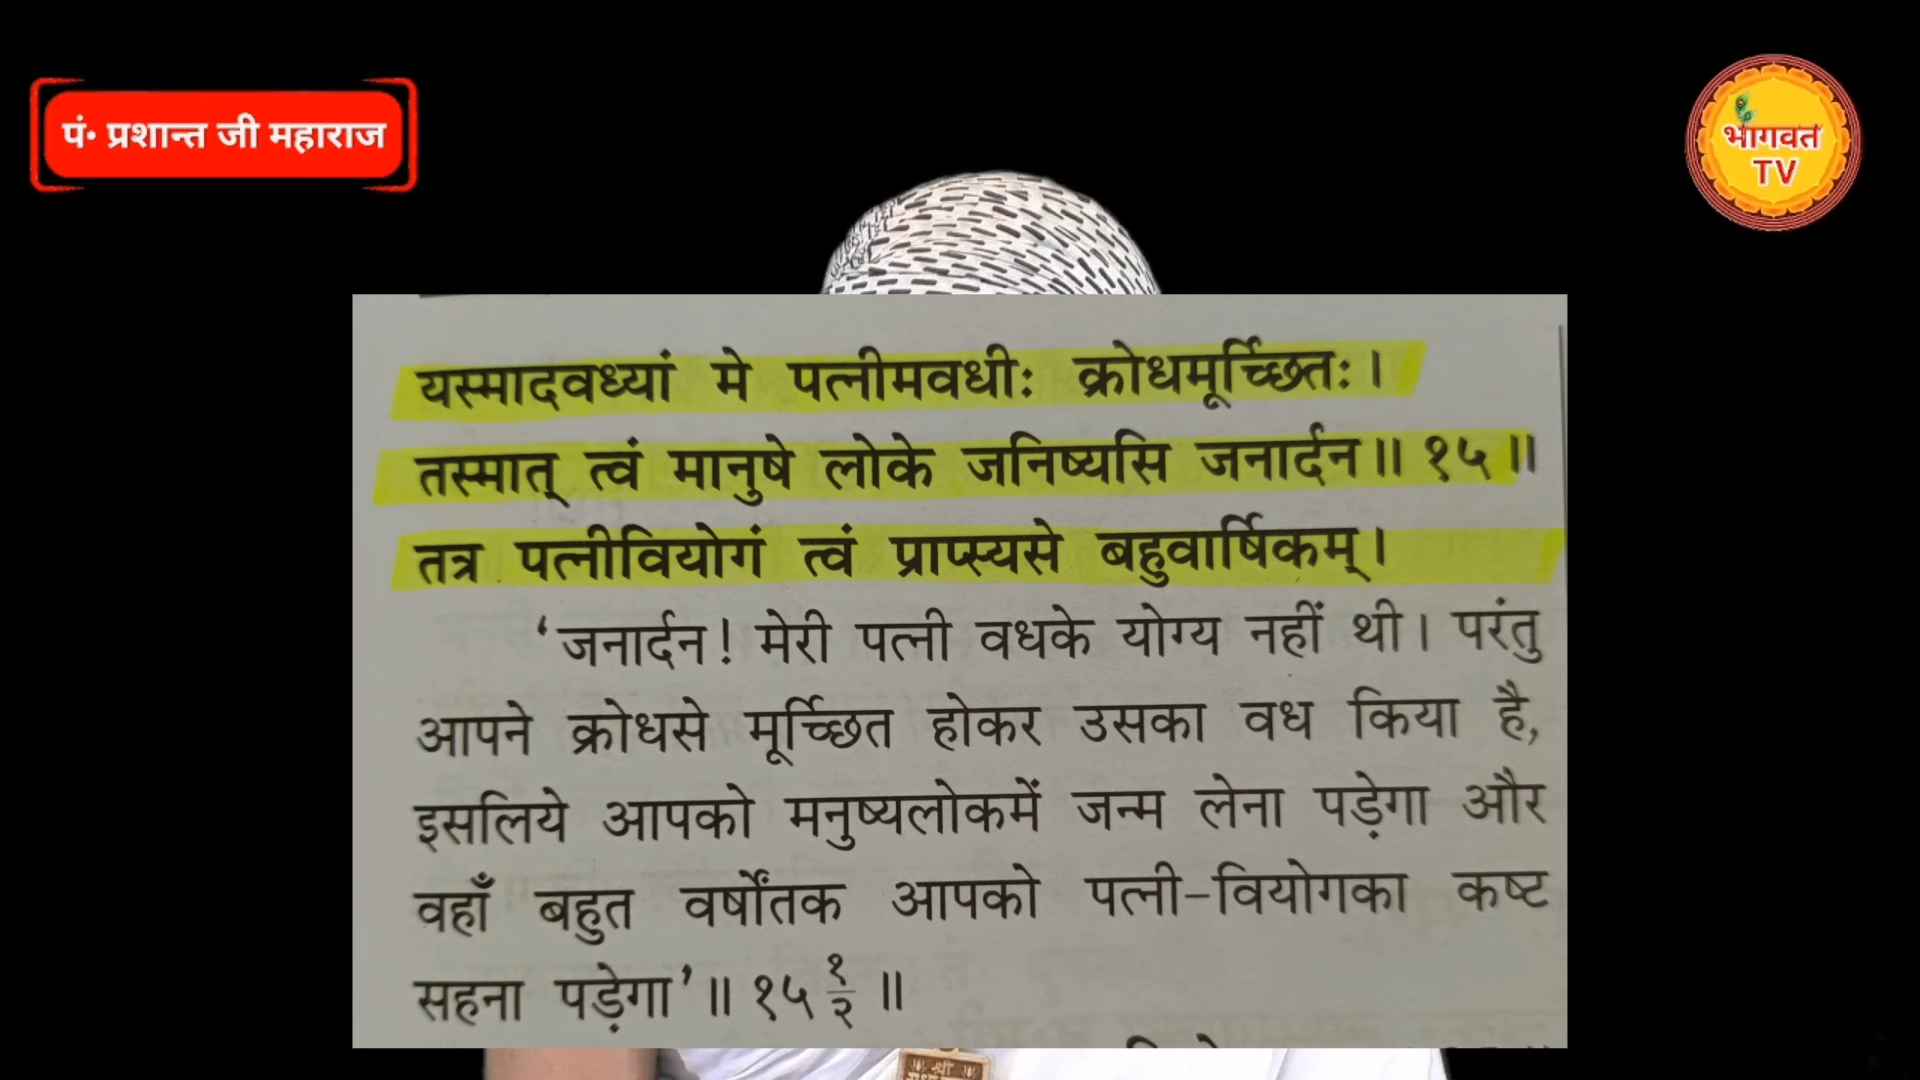 पं• प्रशान्त जी महाराज
भागवत
TV
यस्मादवध्यां मे पत्नीमवधीः क्रोधमूर्च्छितः।
तस्मात् त्वं मानुषे लोके जनिष्यसि जनार्दन॥ १५॥
तत्र पत्नीवियोगं त्वं प्राप्स्यसे बहुवार्षिकम्।
‘जनार्दन! मेरी पत्नी वधके योग्य नहीं थी। परंतु
आपने क्रोधसे मूर्च्छित होकर उसका वध किया है,
इसलिये आपको मनुष्यलोकमें जन्म लेना पड़ेगा और
वहाँ बहुत वर्षोंतक आपको पत्नी-वियोगका कष्ट
सहना पड़ेगा’॥ १५ १/२ ॥
श्री